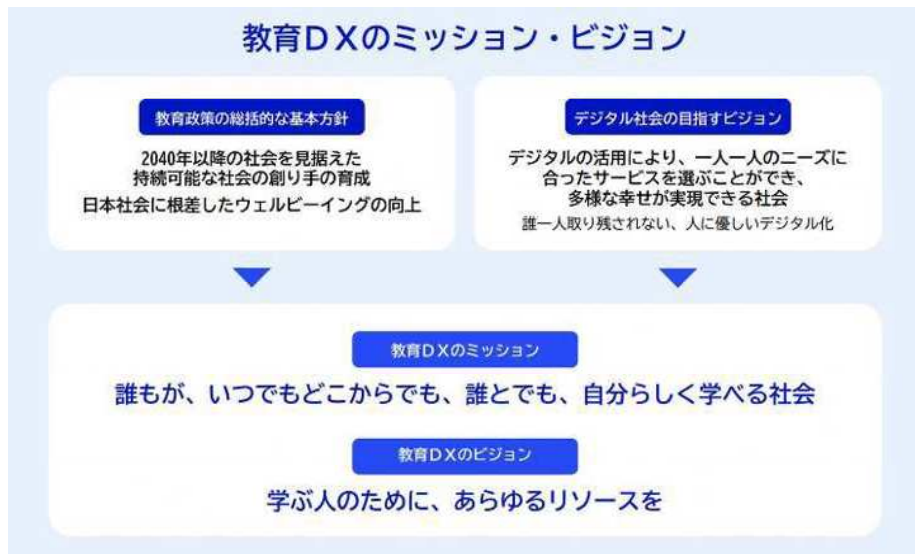 教育ＤＸのミッション・ビジョン
教育政策の総括的な基本方針
2040年以降の社会を見据えた
持続可能な社会の創り手の育成
日本社会に根差したウェルビーイングの向上
デジタル社会の目指すビジョン
デジタルの活用により、一人一人のニーズに
合ったサービスを選ぶことができ、
多様な幸せが実現できる社会
誰一人取り残されない、人に優しいデジタル化
教育ＤＸのミッション
誰もが、いつでもどこからでも、誰とでも、自分らしく学べる社会
教育ＤＸのビジョン
学ぶ人のために、あらゆるリソースを